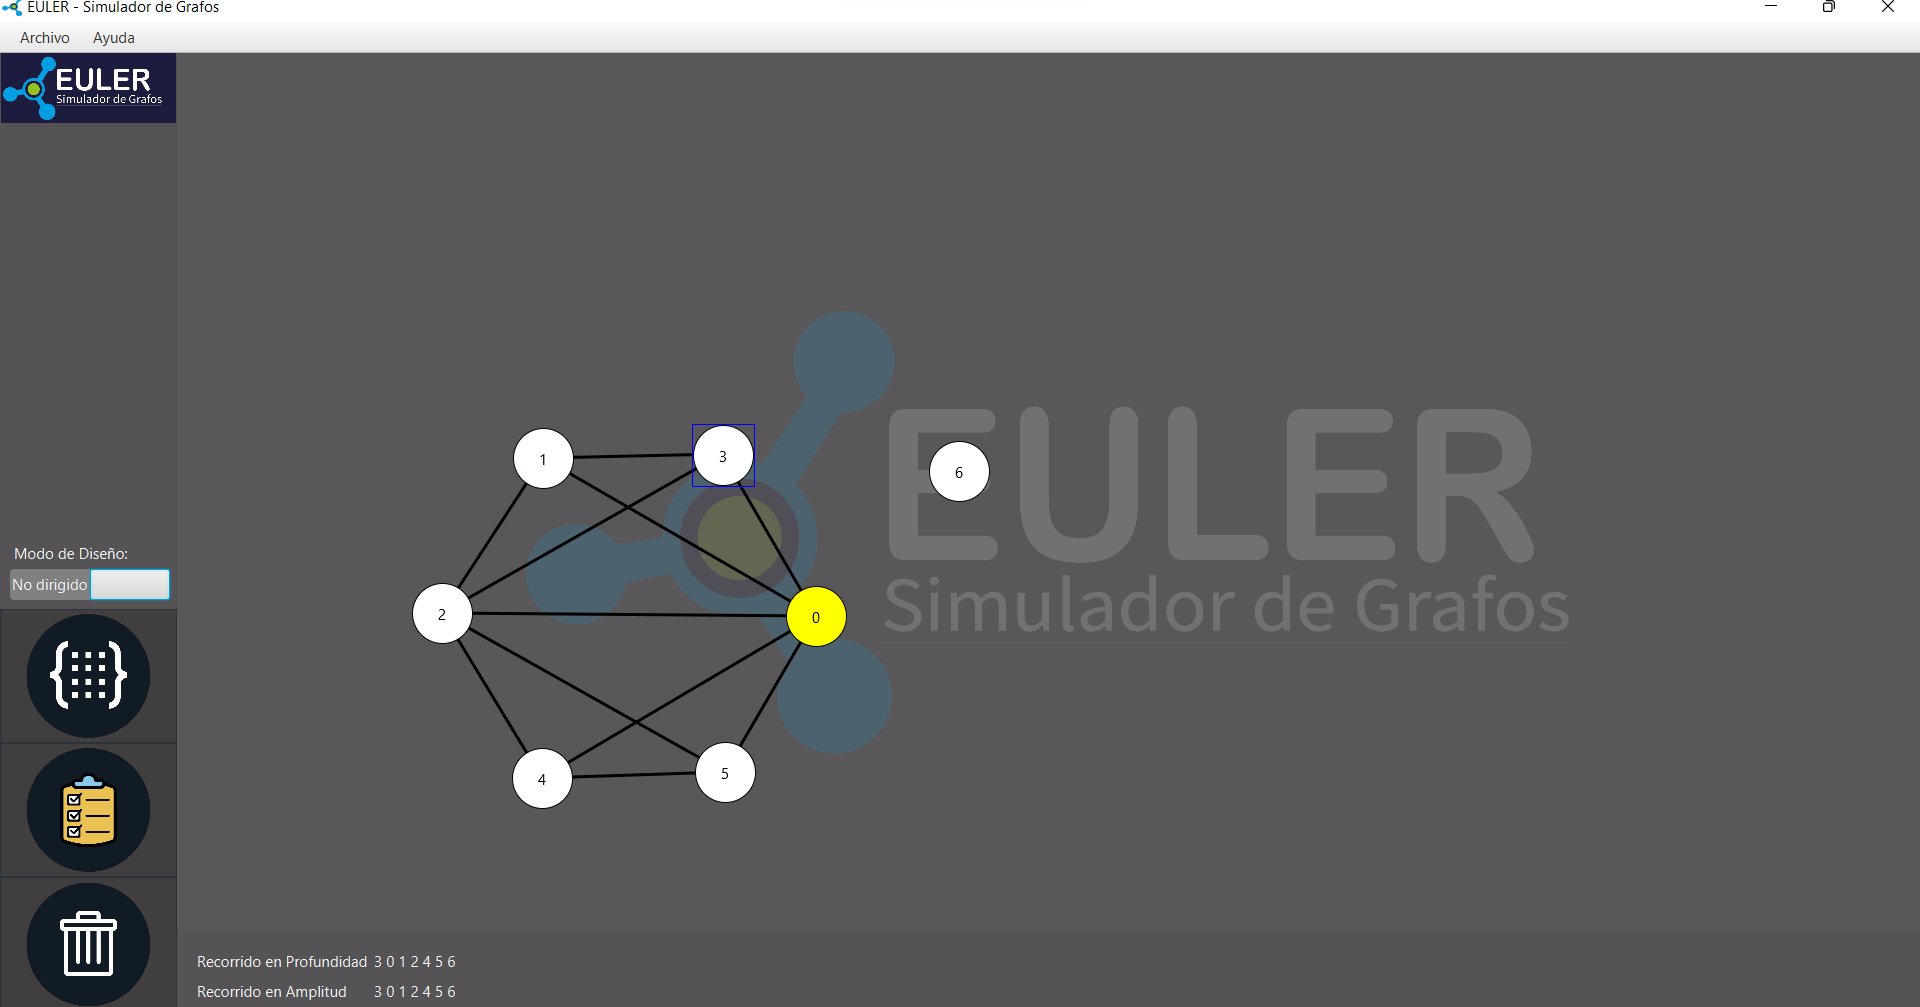 EULER - Simulador de Grafos
Archivo Ayuda
EULER
Simulador de Grafos
EULER
Simulador de Grafos
1
3
6
2
0
4
5
Modo de Diseño:
No dirigido
Recorrido en Profundidad 3 0 1 2 4 5 6
Recorrido en Amplitud 3 0 1 2 4 5 6